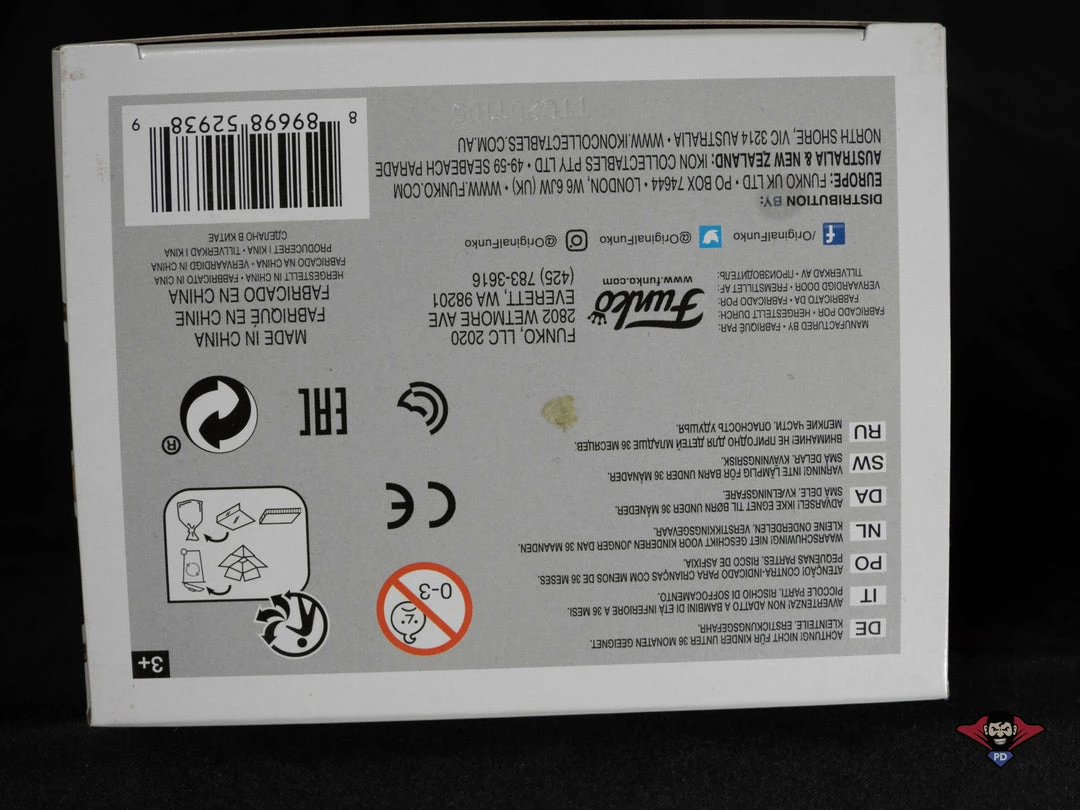 3+
DE
ACHTUNG! NICHT FÜR KINDER UNTER 36 MONATEN GEEIGNET.
KLEINTEILE. ERSTICKUNGSGEFAHR.
IT
AVVERTENZA! NON ADATTO A BAMBINI DI ETÀ INFERIORE A 36 MESI.
PICCOLE PARTI. RISCHIO DI SOFFOCAMENTO.
PO
ATENÇÃO! CONTRA-INDICADO PARA CRIANÇAS COM MENOS DE 36 MESES.
PEQUENAS PARTES. RISCO DE ASFIXIA.
NL
WAARSCHUWING! NIET GESCHIKT VOOR KINDEREN JONGER DAN 36 MAANDEN.
KLEINE ONDERDELEN. VERSTIKKINGSGEVAAR.
DA
ADVARSEL! IKKE EGNET TIL BØRN UNDER 36 MÅNEDER.
SMÅ DELE. KVÆLNINGSFARE.
SW
VARNING! INTE LÄMPLIG FÖR BARN UNDER 36 MÅNADER.
SMÅ DELAR. KVÄVNINGSRISK.
RU
ВНИМАНИЕ! НЕ ПРИГОДНО ДЛЯ ДЕТЕЙ МЛАДШЕ 36 МЕСЯЦЕВ.
МЕЛКИЕ ЧАСТИ. ОПАСНОСТЬ УДУШЬЯ.
0-3
CE
EAC
®
MANUFACTURED BY • FABRIQUÉ PAR:
FABRICADO POR • HERGESTELLT DURCH:
FABBRICATO DA • FABRICADO POR:
VERVAARDIGD DOOR • FREMSTILLET AF:
TILLVERKAD AV • ПРОИЗВОДИТЕЛЬ:
Funko
www.funko.com
FUNKO, LLC 2020
2802 WETMORE AVE
EVERETT, WA 98201
(425) 783-3616
MADE IN CHINA
FABRIQUÉ EN CHINE
FABRICADO EN CHINA
HERGESTELLT IN CHINA • FABBRICATO IN CINA
FABRICADO NA CHINA • VERVAARDIGD IN CHINA
PRODUCERET I KINA • TILLVERKAD I KINA
СДЕЛАНО В КИТАЕ
/OriginalFunko
@OriginalFunko
@OriginalFunko
DISTRIBUTION BY:
EUROPE: FUNKO UK LTD • PO BOX 74644 • LONDON, W6 6JW (UK) • WWW.FUNKO.COM
AUSTRALIA & NEW ZEALAND: IKON COLLECTABLES PTY LTD • 49-59 SEABEACH PARADE
NORTH SHORE, VIC 3214 AUSTRALIA • WWW.IKONCOLLECTABLES.COM.AU
8 89698 52938 9
PD